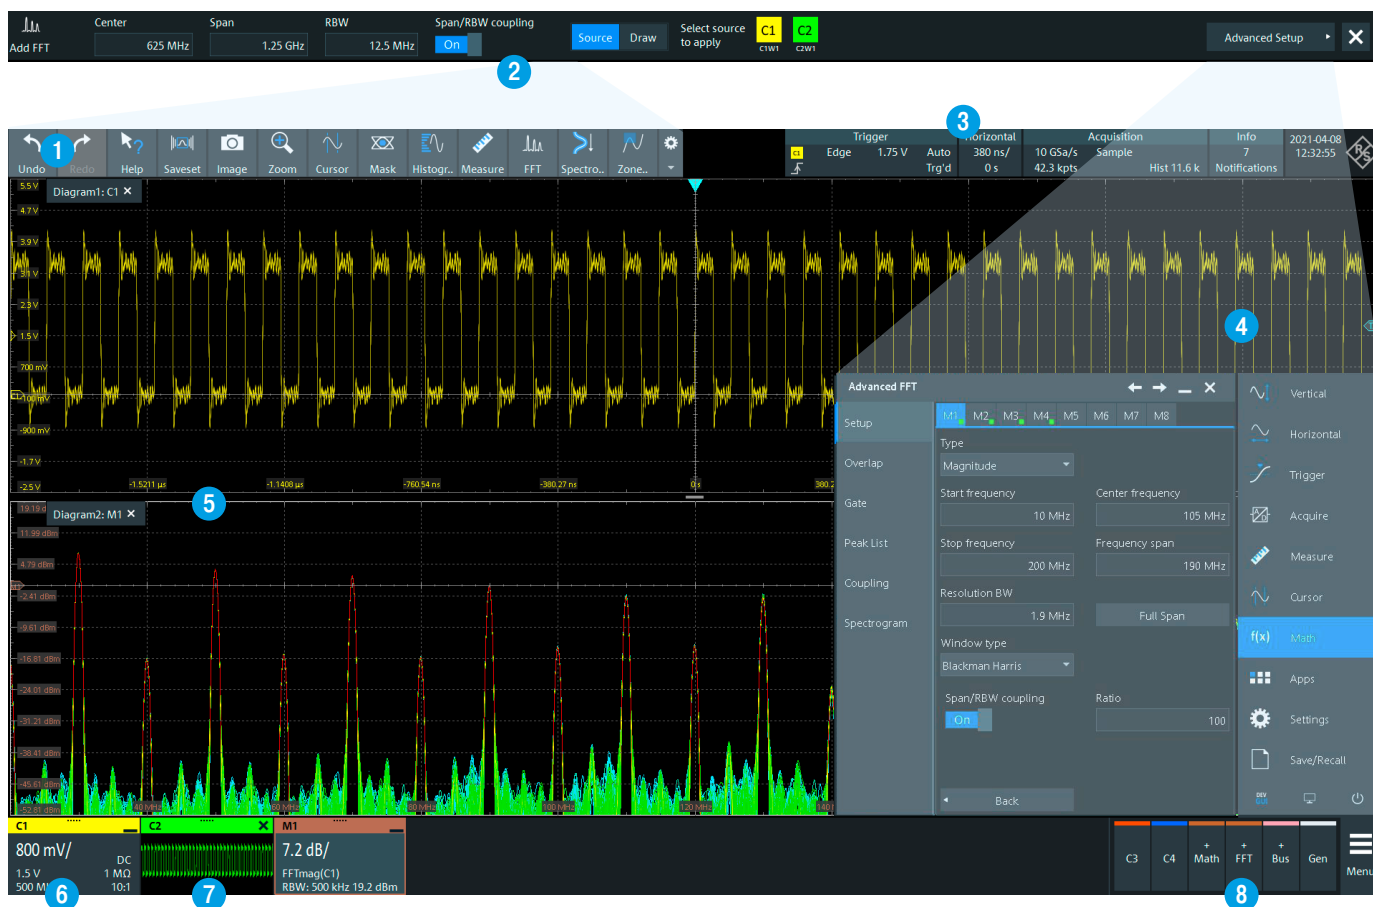 Center Span RBW Span/RBW coupling
Add FFT 625 MHz 1.25 GHz 12.5 MHz On Source Draw Select source to apply C1 C2 Advanced Setup
C1W1 C2W1
2
1
3
Undo Redo Help Saveset Image Zoom Cursor Mask Histogr.. Measure FFT Spectro.. Zone..
Trigger Horizontal Acquisition Info 2021-04-08
C1 Edge 1.75 V Auto 380 ns/ 10 GSa/s Sample 7 12:32:55
Trg'd 0 s 42.3 kpts Hist 11.6 k Notifications
R&S
Diagram1: C1
5.5 V
4.7 V
3.9 V
3.1 V
2.3 V
1.5 V
700 mV
-100 mV
-900 mV
-1.7 V
-2.5 V
-1.5211 µs -1.1408 µs -760.54 ns -380.27 ns 0 s 380.2
4
5
Diagram2: M1
11.99 dBm
4.79 dBm
-2.41 dBm
-9.61 dBm
-16.81 dBm
-24.01 dBm
-31.21 dBm
-38.41 dBm
-45.61 dBm
-52.81 dBm
40 MHz 60 MHz 80 MHz 100 MHz 120 MHz 140
Advanced FFT
Setup
Overlap
Gate
Peak List
Coupling
Spectrogram
M1 M2 M3 M4 M5 M6 M7 M8
Type
Magnitude
Start frequency Center frequency
10 MHz 105 MHz
Stop frequency Frequency span
200 MHz 190 MHz
Resolution BW
1.9 MHz Full Span
Window type
Blackman Harris
Span/RBW coupling Ratio
On 100
Back
Vertical
Horizontal
Trigger
Acquire
Measure
Cursor
f(x) Math
Apps
Settings
Save/Recall
DEV GUI
C1
800 mV/
DC
1.5 V 1 MΩ
500 M 10:1
6
C2
7
M1
7.2 dB/
FFTmag(C1)
RBW: 500 kHz 19.2 dBm
C3 C4 + Math + FFT + Bus Gen
Menu
8